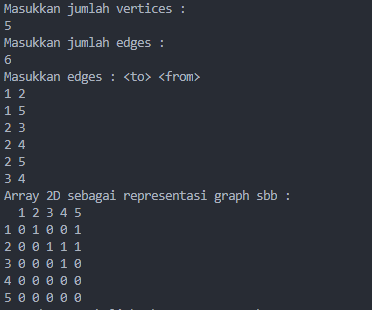 Masukkan jumlah vertices :
5
Masukkan jumlah edges :
6
Masukkan edges : <to> <from>
1 2
1 5
2 3
2 4
2 5
3 4
Array 2D sebagai representasi graph sbb :
  1 2 3 4 5
1 0 1 0 0 1
2 0 0 1 1 1
3 0 0 0 1 0
4 0 0 0 0 0
5 0 0 0 0 0